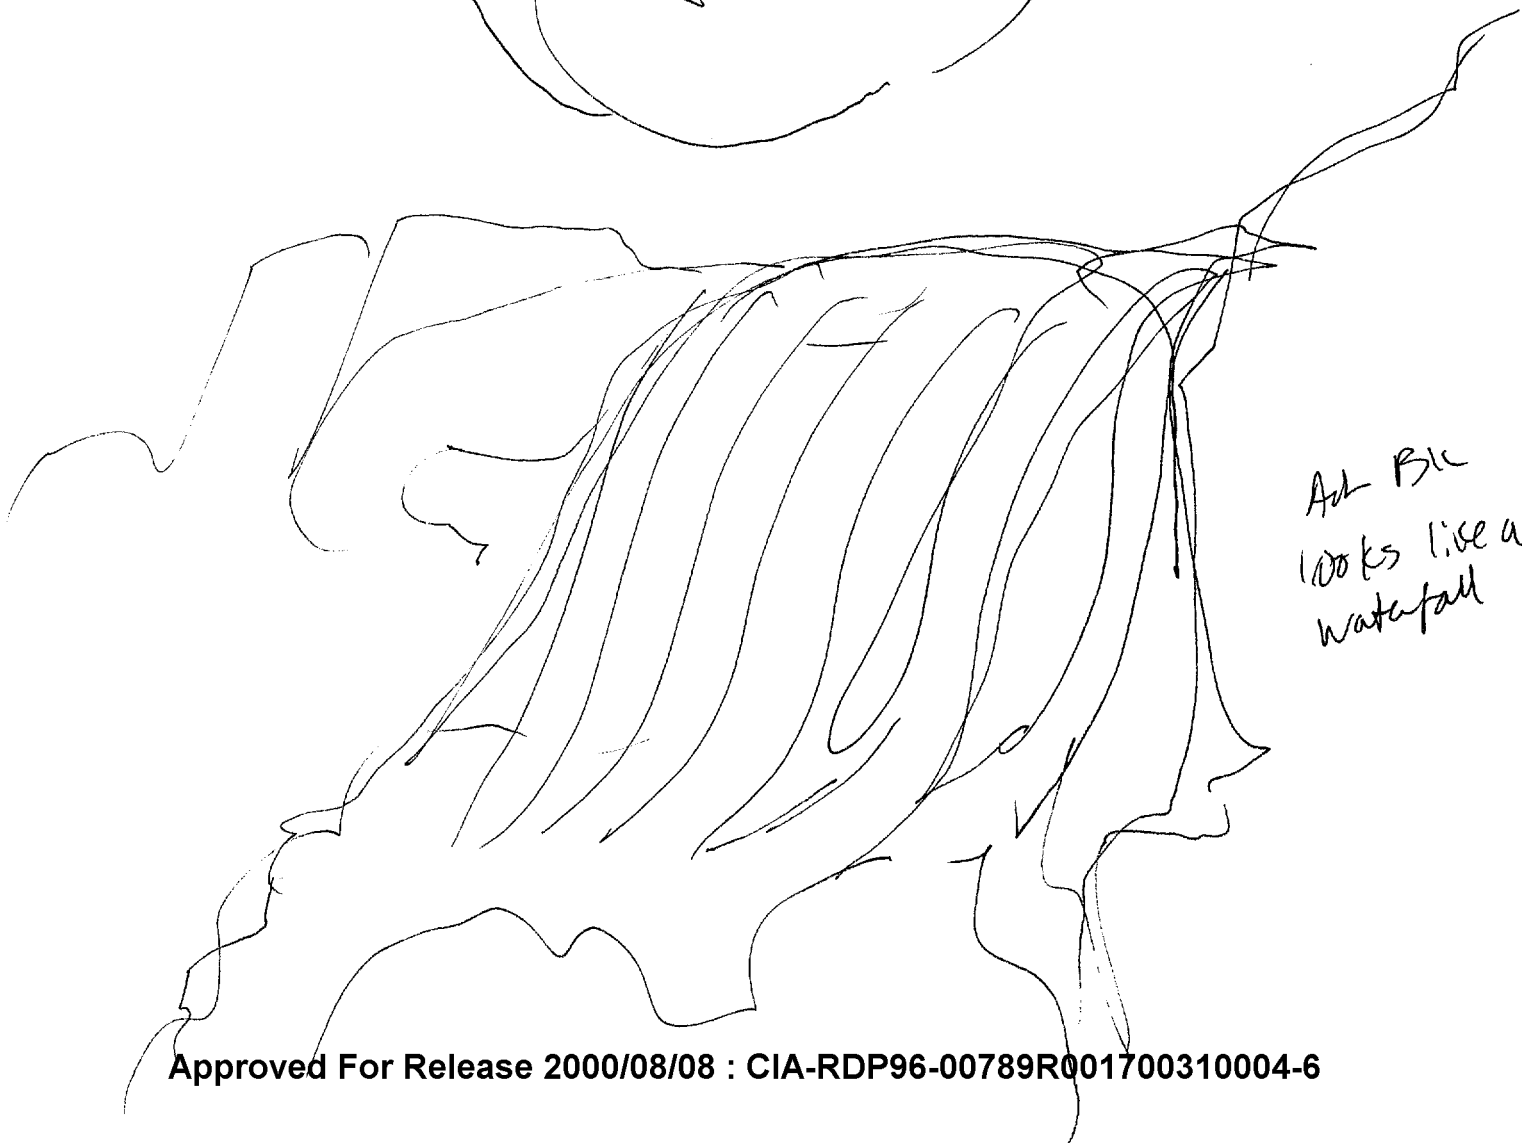 AOL BK
looks like a
waterfall
Approved For Release 2000/08/08 : CIA-RDP96-00789R001700310004-6